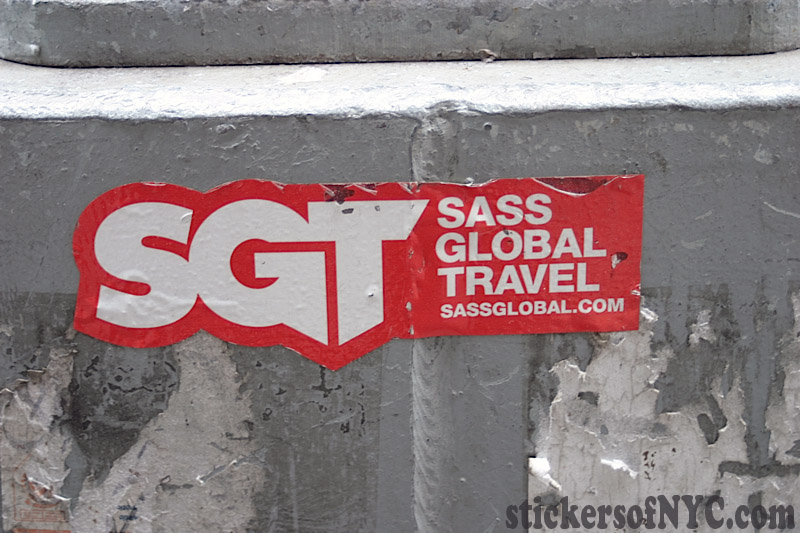 SGT
SASS
GLOBAL
TRAVEL
SASSGLOBAL.COM
stickersofNYC.com